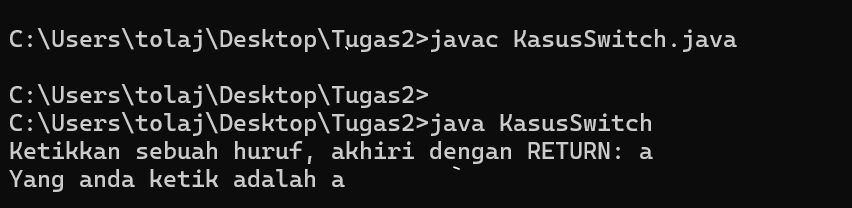 C:\Users\tolaj\Desktop\Tugas2>javac KasusSwitch.java
C:\Users\tolaj\Desktop\Tugas2>
C:\Users\tolaj\Desktop\Tugas2>java KasusSwitch
Ketikkan sebuah huruf, akhiri dengan RETURN: a
Yang anda ketik adalah a